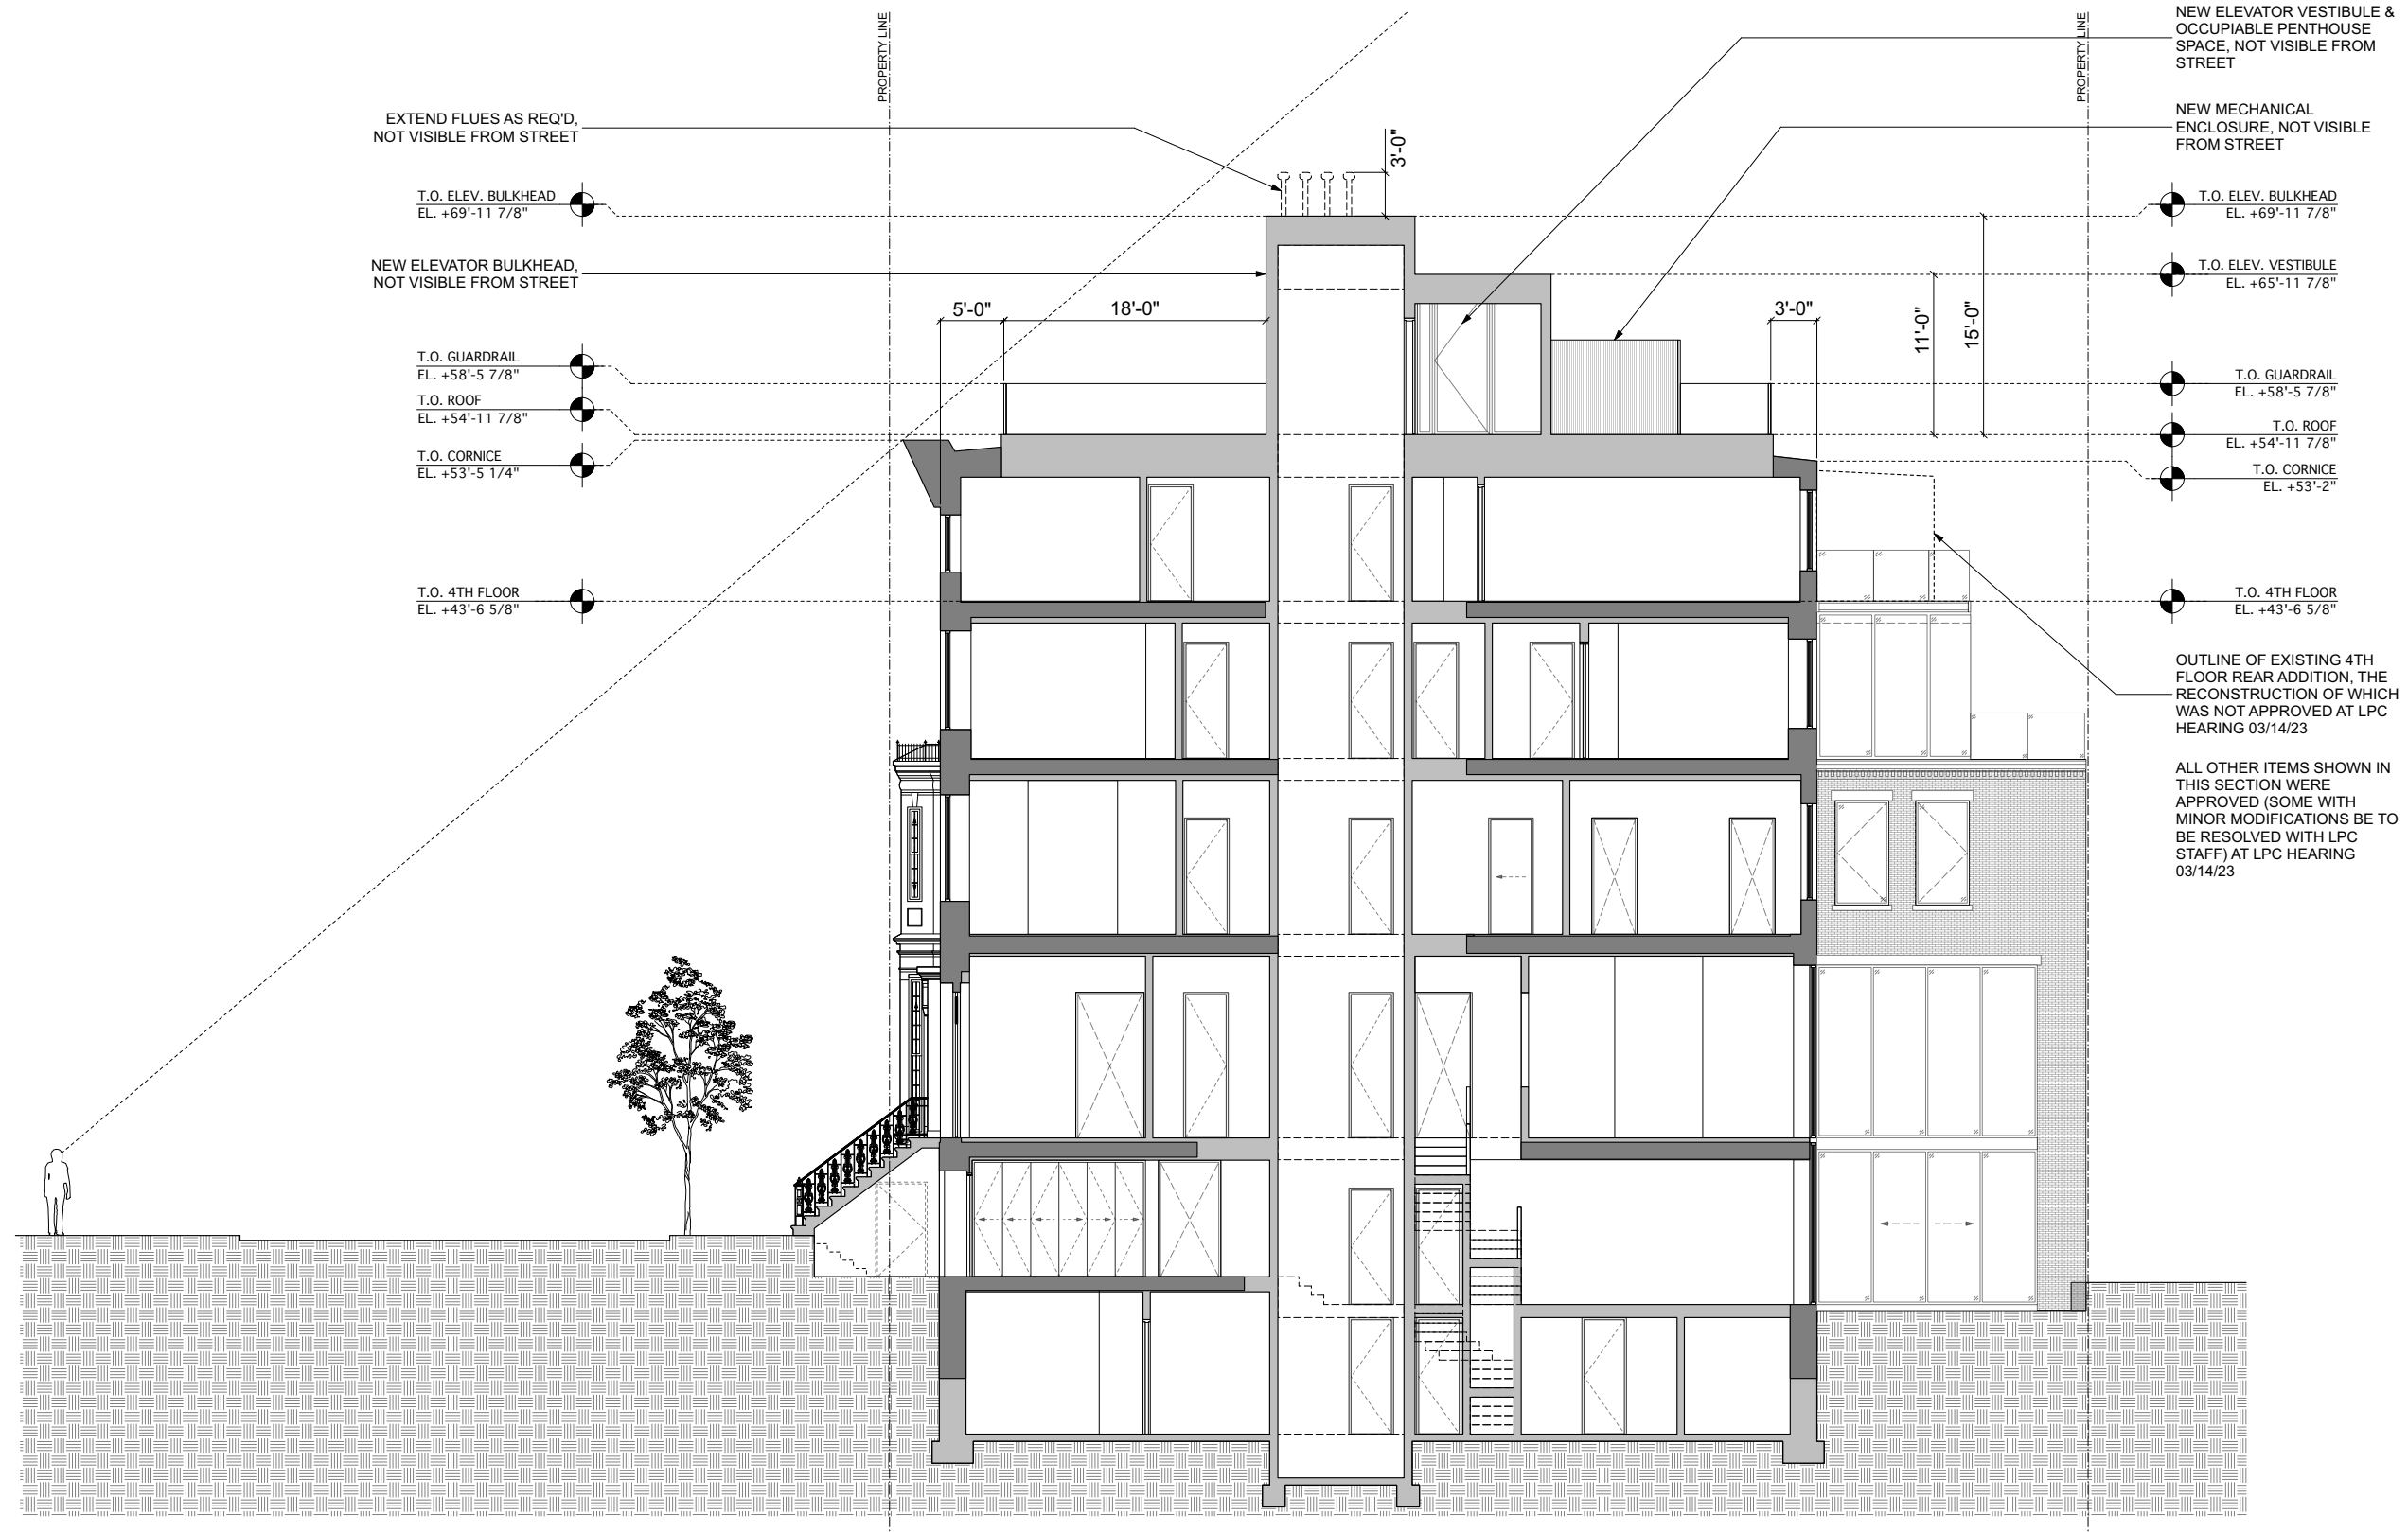 PROPERTY LINE
PROPERTY LINE
NEW ELEVATOR VESTIBULE &
OCCUPIABLE PENTHOUSE
SPACE, NOT VISIBLE FROM
STREET
EXTEND FLUES AS REQ'D,
NOT VISIBLE FROM STREET
NEW MECHANICAL
ENCLOSURE, NOT VISIBLE
FROM STREET
3'-0"
T.O. ELEV. BULKHEAD
EL. +69'-11 7/8"
T.O. ELEV. BULKHEAD
EL. +69'-11 7/8"
NEW ELEVATOR BULKHEAD,
NOT VISIBLE FROM STREET
T.O. ELEV. VESTIBULE
EL. +65'-11 7/8"
5'-0"
18'-0"
3'-0"
11'-0"
15'-0"
T.O. GUARDRAIL
EL. +58'-5 7/8"
T.O. GUARDRAIL
EL. +58'-5 7/8"
T.O. ROOF
EL. +54'-11 7/8"
T.O. ROOF
EL. +54'-11 7/8"
T.O. CORNICE
EL. +53'-5 1/4"
T.O. CORNICE
EL. +53'-2"
T.O. 4TH FLOOR
EL. +43'-6 5/8"
T.O. 4TH FLOOR
EL. +43'-6 5/8"
OUTLINE OF EXISTING 4TH
FLOOR REAR ADDITION, THE
RECONSTRUCTION OF WHICH
WAS NOT APPROVED AT LPC
HEARING 03/14/23
ALL OTHER ITEMS SHOWN IN
THIS SECTION WERE
APPROVED (SOME WITH
MINOR MODIFICATIONS BE TO
BE RESOLVED WITH LPC
STAFF) AT LPC HEARING
03/14/23